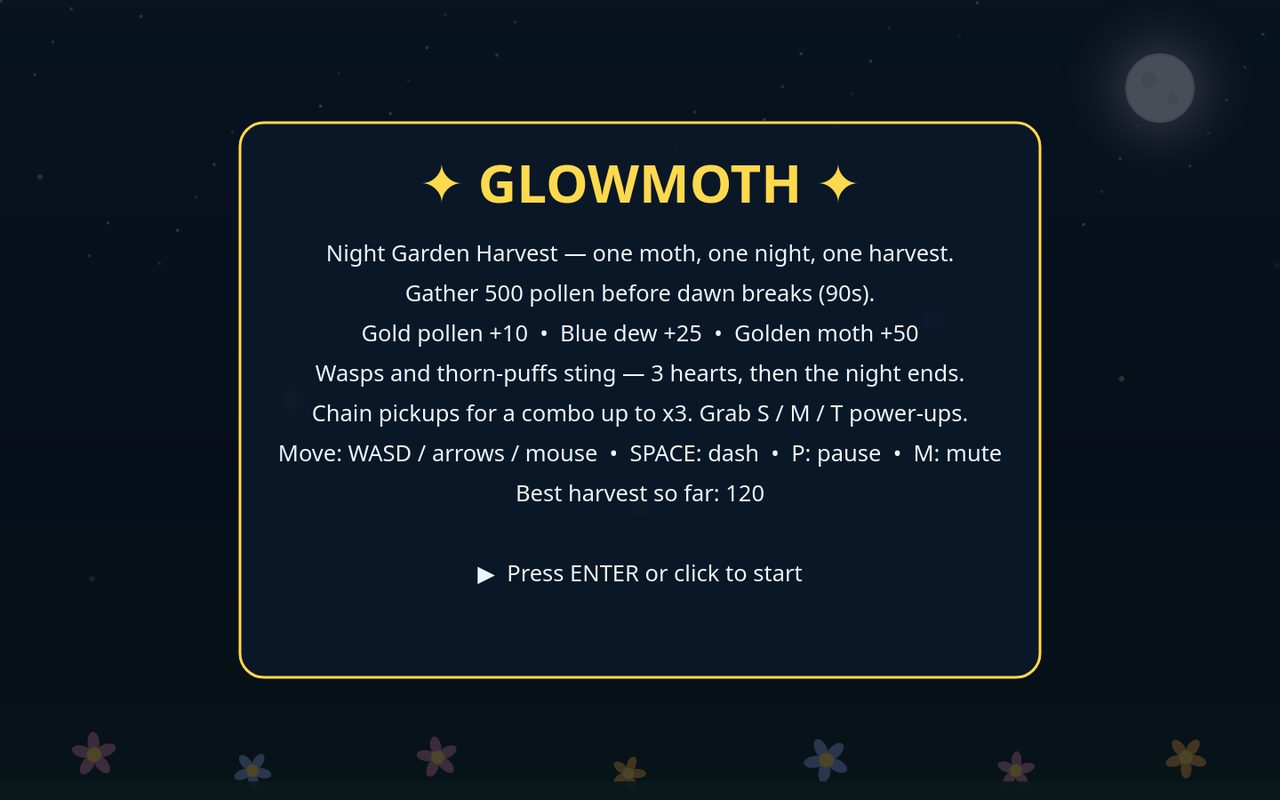 ✦ GLOWMOTH ✦
Night Garden Harvest — one moth, one night, one harvest.
Gather 500 pollen before dawn breaks (90s).
Gold pollen +10 • Blue dew +25 • Golden moth +50
Wasps and thorn-puffs sting — 3 hearts, then the night ends.
Chain pickups for a combo up to x3. Grab S / M / T power-ups.
Move: WASD / arrows / mouse • SPACE: dash • P: pause • M: mute
Best harvest so far: 120
▶ Press ENTER or click to start